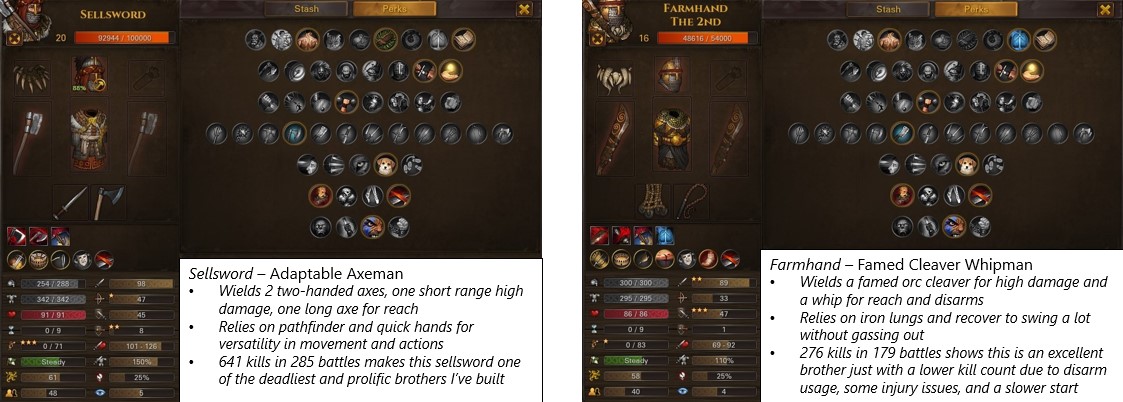 SELLSWORD
Stash
Perks
20
92944 / 100000
88%
254 / 288
98
342 / 342
47
91 / 91
45
0 / 9
8
0 / 71
101 - 126
Steady
150%
61
25%
48
5
Sellsword – Adaptable Axeman
• Wields 2 two-handed axes, one short range high
damage, one long axe for reach
• Relies on pathfinder and quick hands for
versatility in movement and actions
• 641 kills in 285 battles makes this sellsword one
of the deadliest and prolific brothers I've built
FARMHAND
THE 2ND
Stash
Perks
16
48616 / 54000
300 / 300
89
295 / 295
33
86 / 86
47
0 / 9
1
0 / 83
69 - 92
Steady
110%
58
25%
40
4
Farmhand – Famed Cleaver Whipman
• Wields a famed orc cleaver for high damage and
a whip for reach and disarms
• Relies on iron lungs and recover to swing a lot
without gassing out
• 276 kills in 179 battles shows this is an excellent
brother just with a lower kill count due to disarm
usage, some injury issues, and a slower start